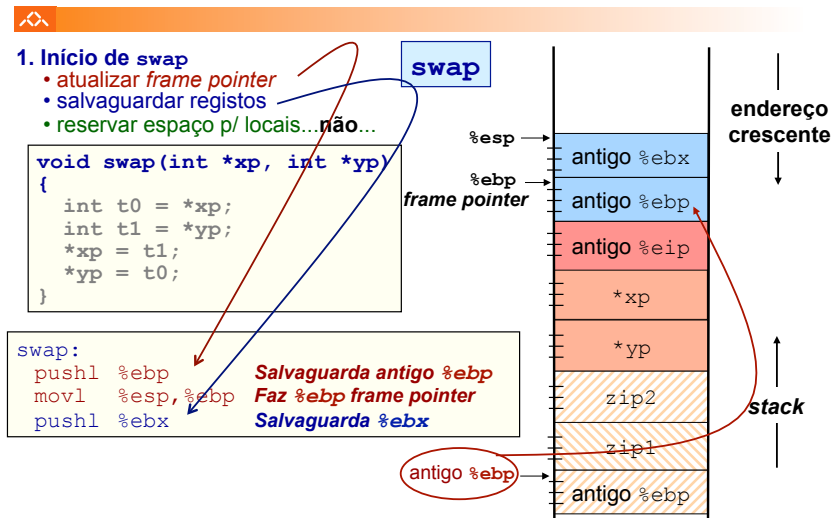 1. Início de swap
• atualizar frame pointer
• salvaguardar registos
• reservar espaço p/ locais...não...
swap
void swap(int *xp, int *yp)
{
int t0 = *xp;
int t1 = *yp;
*xp = t1;
*yp = t0;
}
swap:
pushl %ebp Salvaguarda antigo %ebp
movl %esp,%ebp Faz %ebp frame pointer
pushl %ebx Salvaguarda %ebx
%esp
%ebp
frame pointer
antigo %ebp
antigo %ebx
antigo %ebp
antigo %eip
*xp
*yp
zip2
zip1
antigo %ebp
endereço
crescente
stack